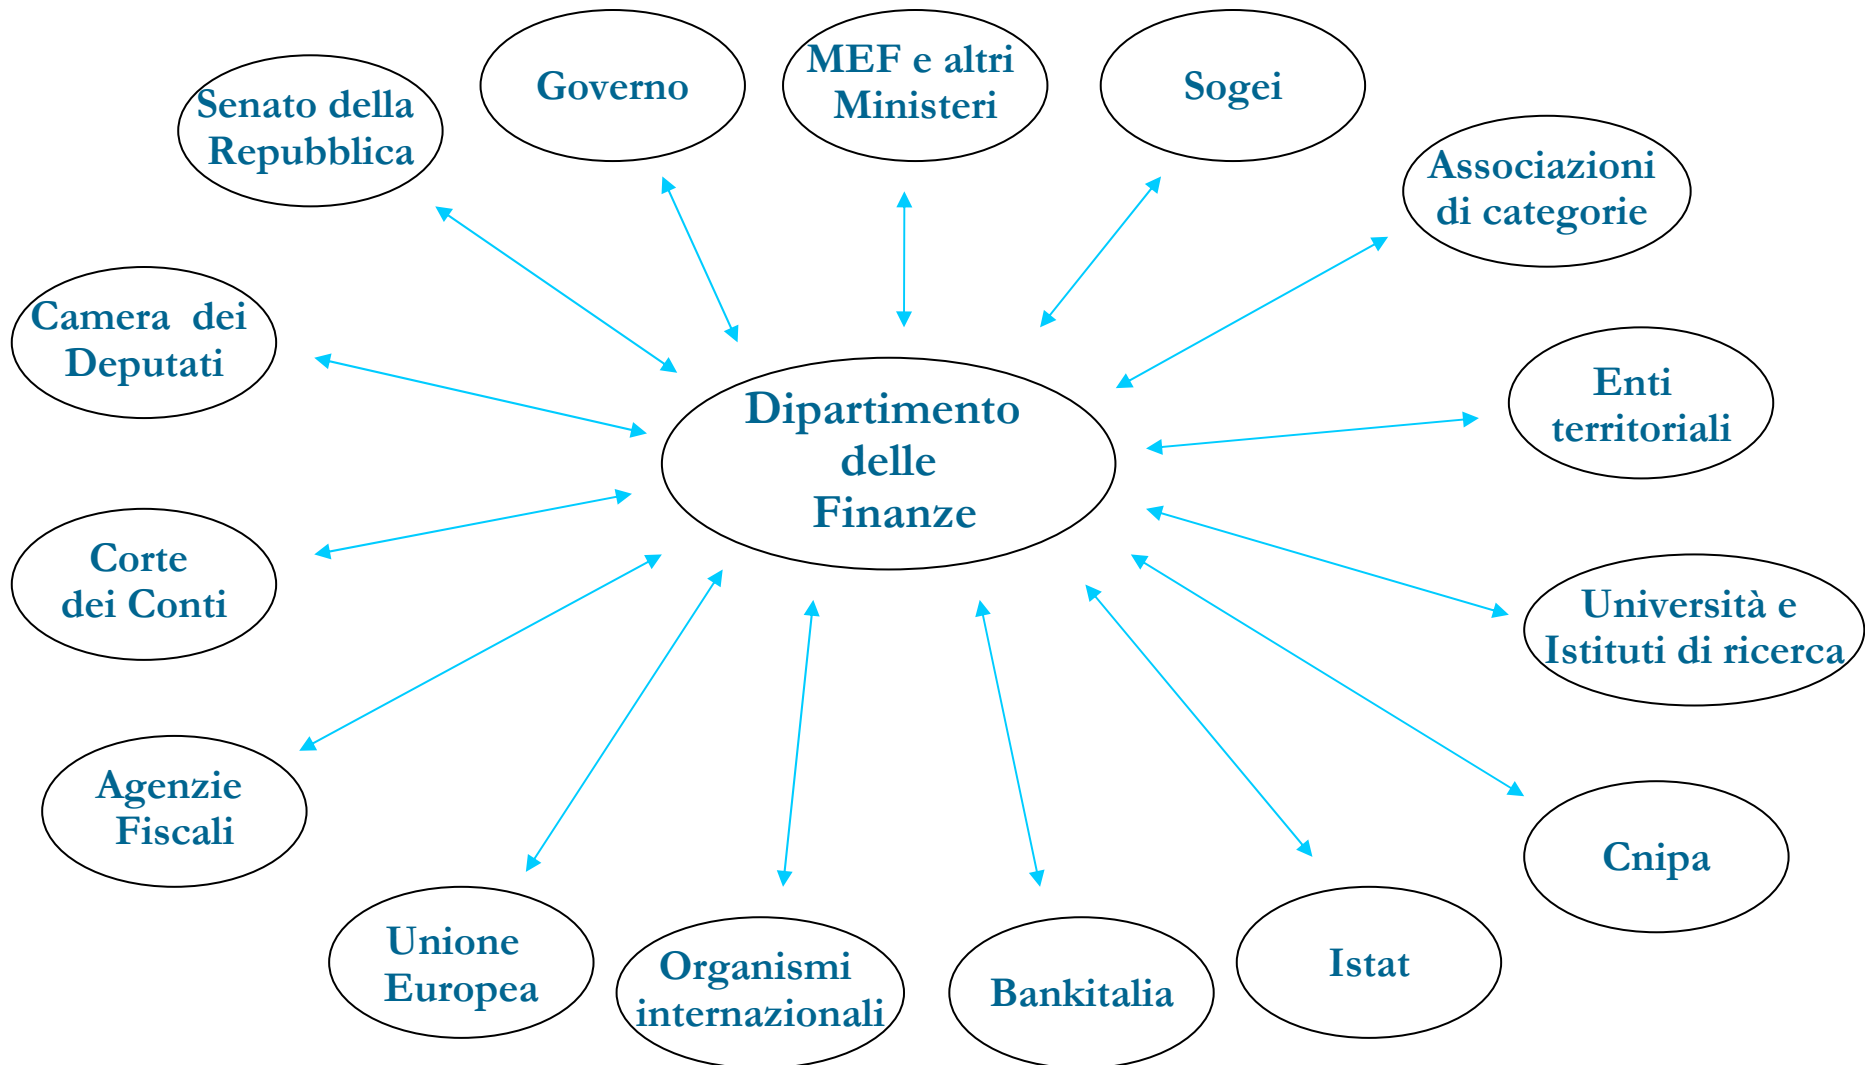 Governo
MEF e altri
Ministeri
Sogei
Senato della
Repubblica
Associazioni
di categorie
Camera dei
Deputati
Enti
territoriali
Dipartimento
delle
Finanze
Corte
dei Conti
Università e
Istituti di ricerca
Agenzie
Fiscali
Cnipa
Unione
Europea
Organismi
internazionali
Bankitalia
Istat